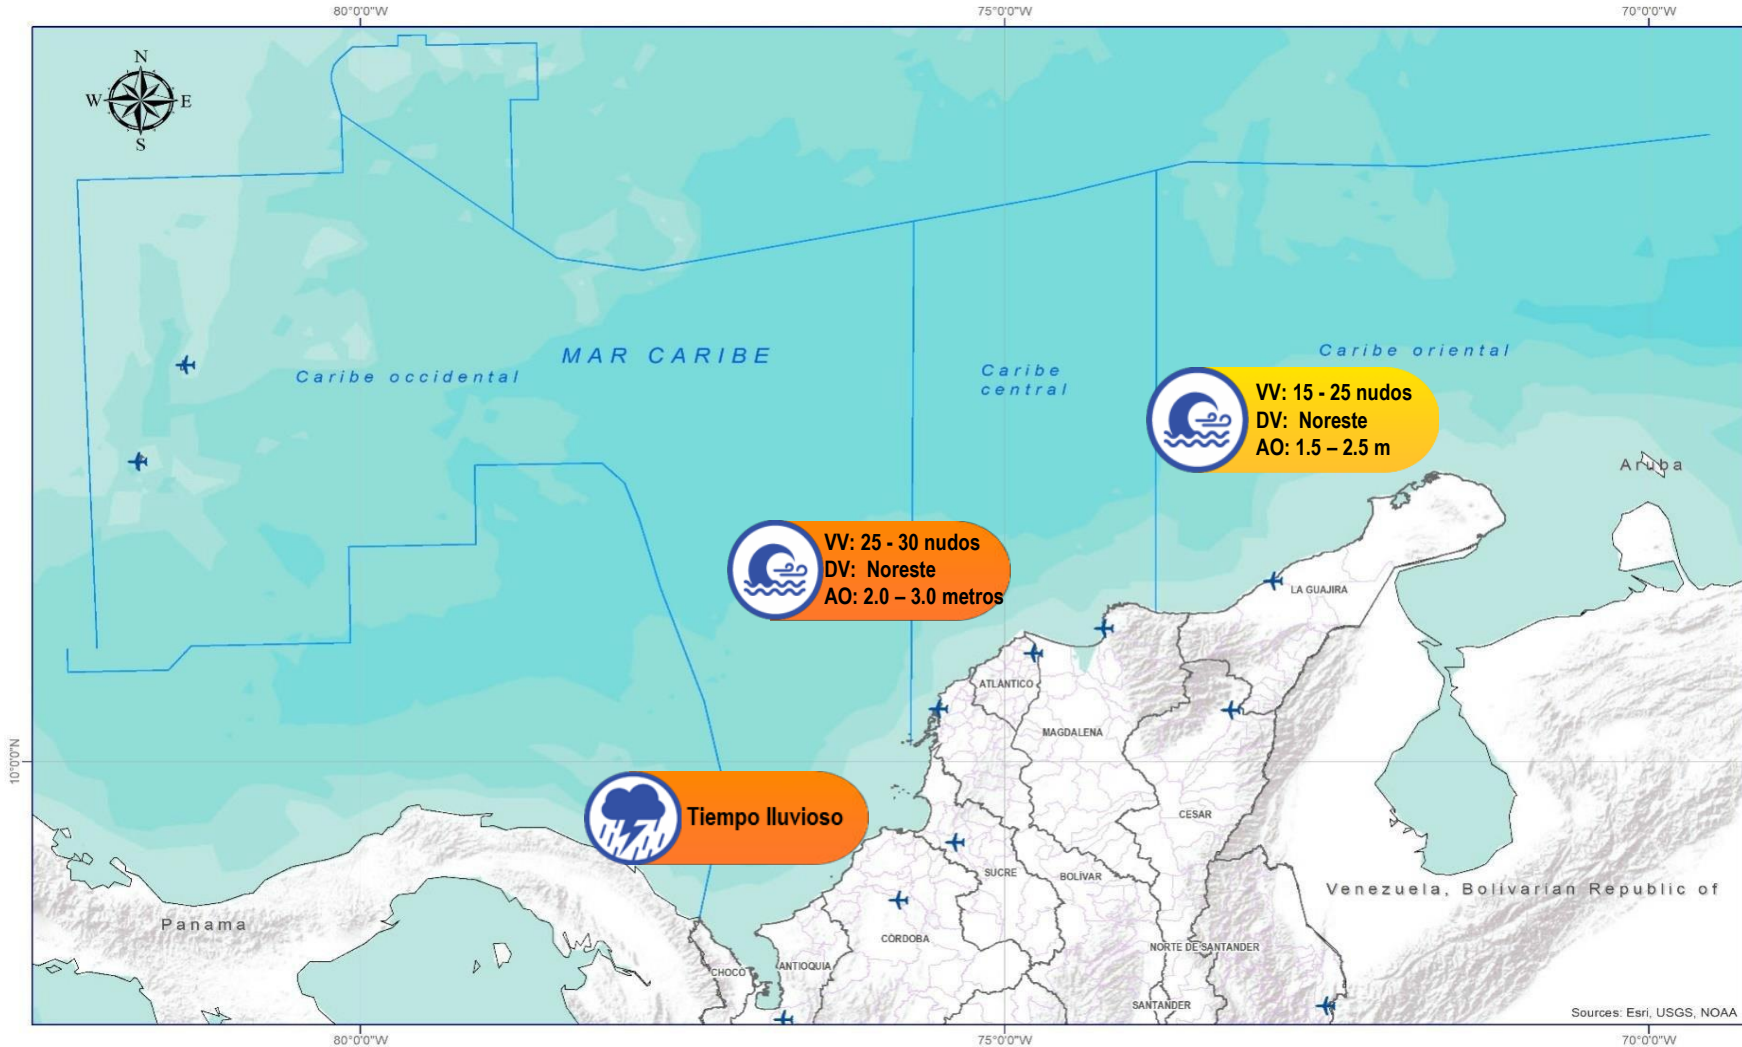 80°0'0"W
75°0'0"W
70°0'0"W
N
W
E
S
MAR CARIBE
Caribe occidental
Caribe
central
Caribe oriental
VV: 15 - 25 nudos
DV: Noreste
AO: 1.5 – 2.5 m
Aruba
VV: 25 - 30 nudos
DV: Noreste
AO: 2.0 – 3.0 metros
LA GUAJIRA
ATLÁNTICO
MAGDALENA
10°0'0"N
Tiempo lluvioso
CESAR
SUCRE
BOLÍVAR
Venezuela, Bolivarian Republic of
Panama
CÓRDOBA
NORTE DE SANTANDER
CHOCÓ
ANTIOQUIA
SANTANDER
Sources: Esri, USGS, NOAA
80°0'0"W
75°0'0"W
70°0'0"W